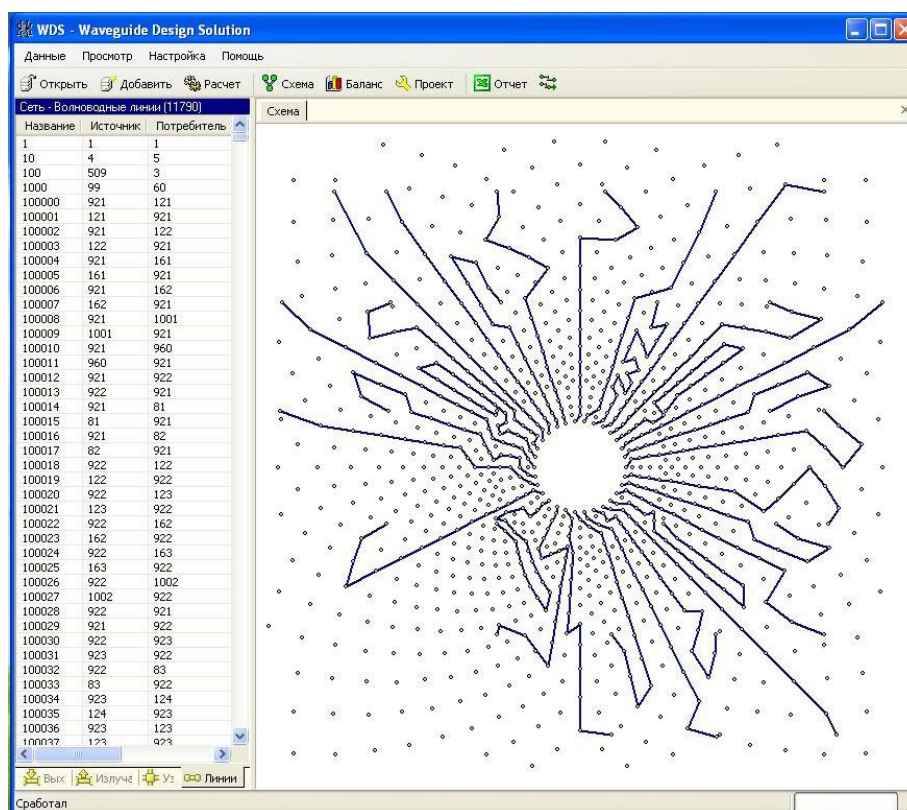 WDS - Waveguide Design Solution
Данные Просмотр Настройка Помощь
Открыть Добавить Расчет Схема Баланс Проект Отчет
Сеть - Волноводные линии (11790)
Схема
Название Источник Потребитель
1 1 1
10 4 5
100 509 3
1000 99 60
100000 921 121
100001 121 921
100002 921 122
100003 122 921
100004 921 161
100005 161 921
100006 921 162
100007 162 921
100008 921 1001
100009 1001 921
100010 921 960
100011 960 921
100012 921 922
100013 922 921
100014 921 81
100015 81 921
100016 921 82
100017 82 921
100018 922 122
100019 122 922
100020 922 123
100021 123 922
100022 922 162
100023 162 922
100024 922 163
100025 163 922
100026 922 1002
100027 1002 922
100028 922 921
100029 921 922
100030 922 923
100031 923 922
100032 922 83
100033 83 922
100034 923 124
100035 124 923
100036 923 123
100037 123 923
Вых Излуча Уз Линии
Сработал